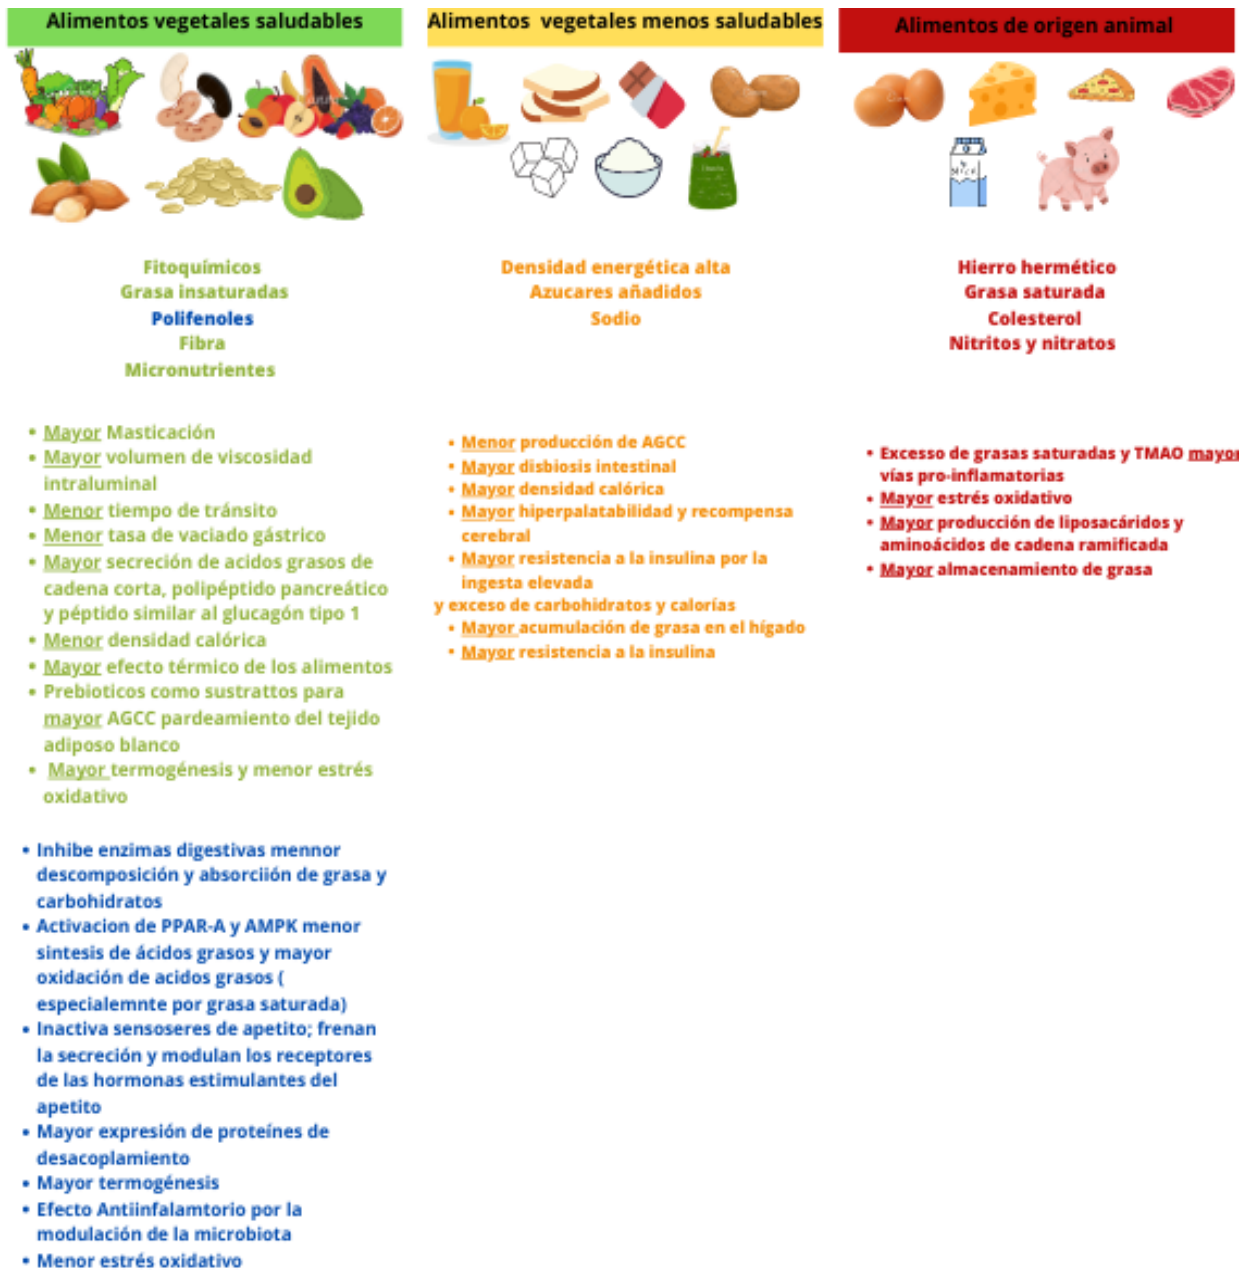 Alimentos vegetales saludables
Fitoquímicos
Grasa insaturadas
Polifenoles
Fibra
Micronutrientes
• Mayor Masticación
• Mayor volumen de viscosidad
intraluminal
• Menor tiempo de tránsito
• Menor tasa de vaciado gástrico
• Mayor secreción de acidos grasos de
cadena corta, polipéptido pancreático
y péptido similar al glucagón tipo 1
• Menor densidad calórica
• Mayor efecto térmico de los alimentos
• Prebioticos como sustrattos para
mayor AGCC pardeamiento del tejido
adiposo blanco
• Mayor termogénesis y menor estrés
oxidativo
• Inhibe enzimas digestivas mennor
descomposición y absorciión de grasa y
carbohidratos
• Activacion de PPAR-A y AMPK menor
sintesis de ácidos grasos y mayor
oxidación de acidos grasos (
especialemnte por grasa saturada)
• Inactiva sensoseres de apetito; frenan
la secreción y modulan los receptores
de las hormonas estimulantes del
apetito
• Mayor expresión de proteínes de
desacoplamiento
• Mayor termogénesis
• Efecto Antiinfalamtorio por la
modulación de la microbiota
• Menor estrés oxidativo
Alimentos vegetales menos saludables
Densidad energética alta
Azucares añadidos
Sodio
• Menor producción de AGCC
• Mayor disbiosis intestinal
• Mayor densidad calórica
• Mayor hiperpalatabilidad y recompensa
cerebral
• Mayor resistencia a la insulina por la
ingesta elevada
y exceso de carbohidratos y calorías
• Mayor acumulación de grasa en el hígado
• Mayor resistencia a la insulina
Alimentos de origen animal
Hierro hermético
Grasa saturada
Colesterol
Nitritos y nitratos
• Excesso de grasas saturadas y TMAO mayor
vías pro-inflamatorias
• Mayor estrés oxidativo
• Mayor producción de liposacáridos y
aminoácidos de cadena ramificada
• Mayor almacenamiento de grasa